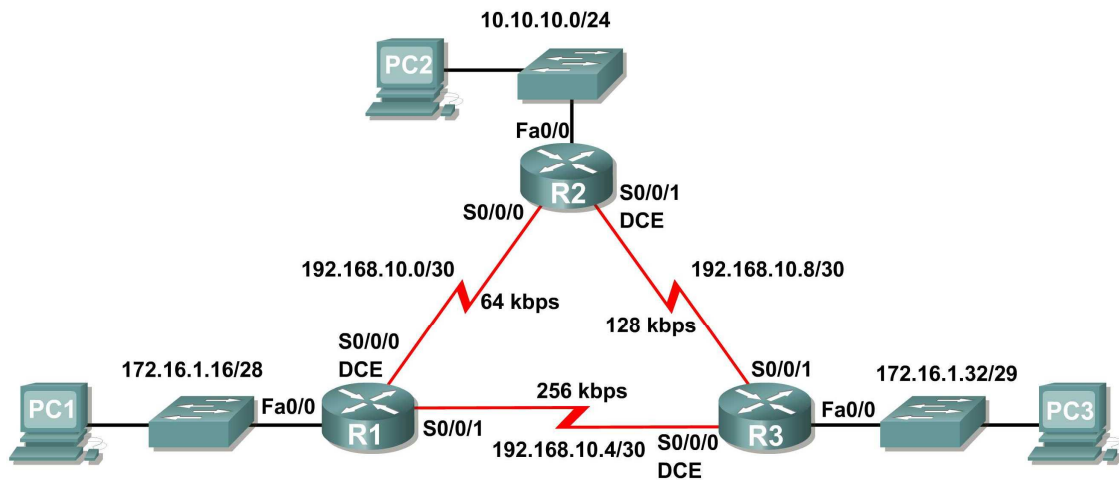 10.10.10.0/24
PC2
Fa0/0
R2
S0/0/0
S0/0/1
DCE
192.168.10.0/30
192.168.10.8/30
64 kbps
128 kbps
S0/0/0
DCE
S0/0/1
172.16.1.16/28
172.16.1.32/29
256 kbps
PC1
Fa0/0
R1
S0/0/1
192.168.10.4/30
S0/0/0
DCE
R3
Fa0/0
PC3